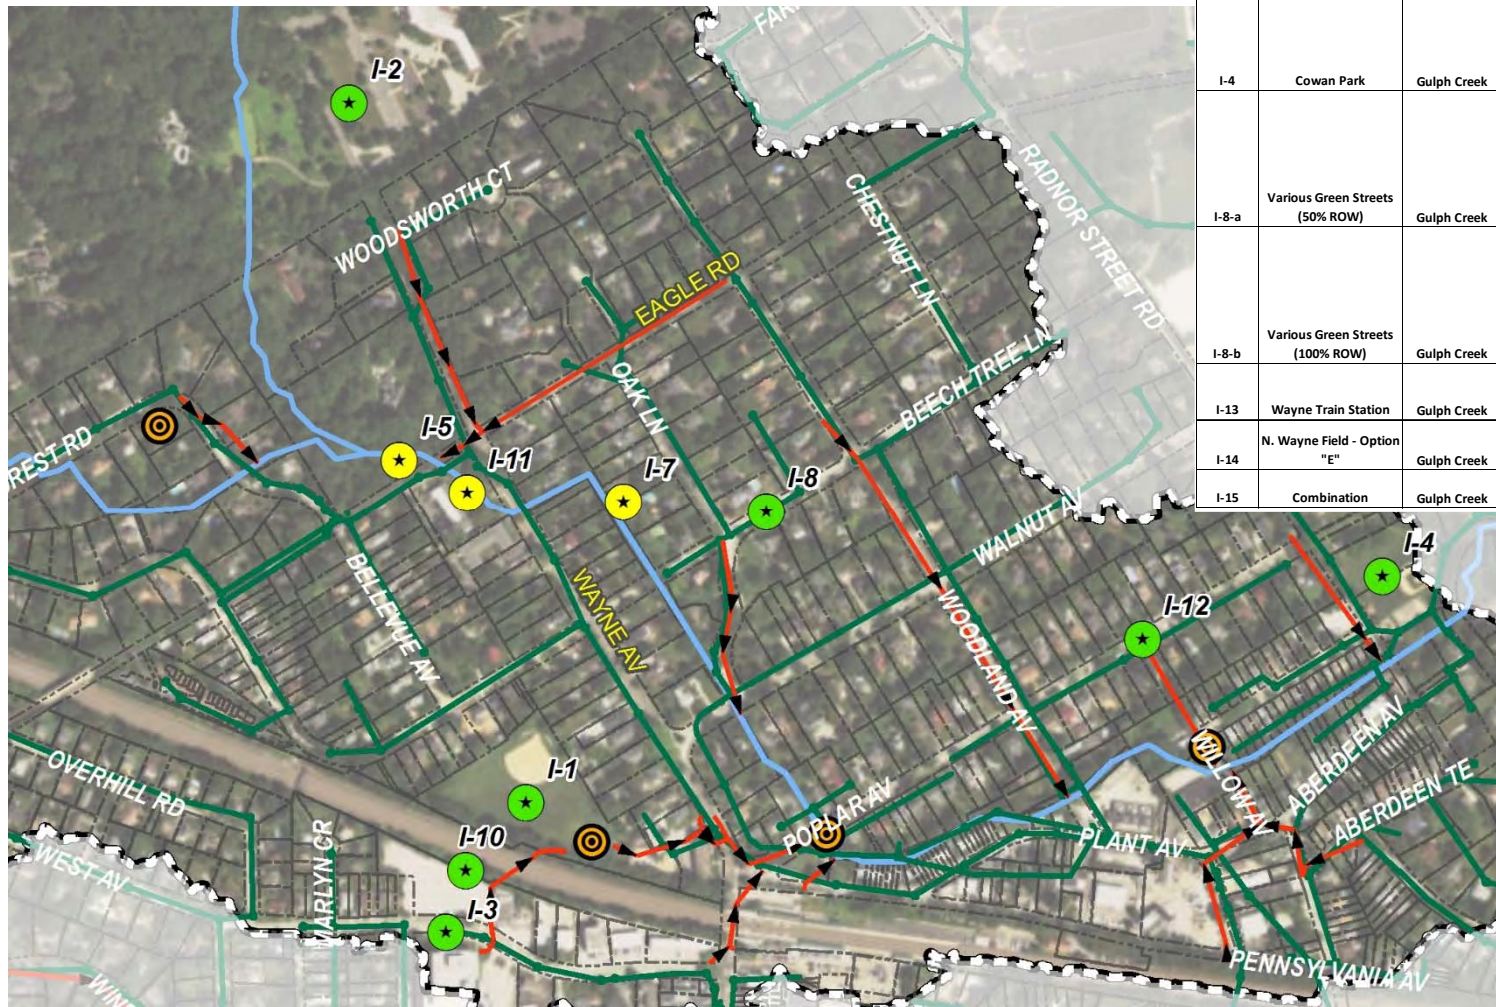 FAR
I-2
I-4
Cowan Park
Gulph Creek
WOODSWORTH CT
CHESTNUT LN
RADNOR STREET RD
I-8-a
Various Green Streets
(50% ROW)
Gulph Creek
EAGLE RD
I-8-b
Various Green Streets
(100% ROW)
Gulph Creek
OAK LN
BEECH TREE LN
I-13
Wayne Train Station
Gulph Creek
REST RD
I-5
I-11
I-7
I-8
N. Wayne Field - Option
"E"
I-14
Gulph Creek
I-15
Combination
Gulph Creek
WALNUT AV
I-4
BELLEVUE AV
WAYNE AV
WOODLAND AV
I-12
WILLOW AV
ABERDEEN AV
OVERHILL RD
I-1
POPLAR AV
PLANT AV
ABERDEEN TE
I-10
WEST AV
MARLYN CR
I-3
PENNSYLVANIA AV
WIN